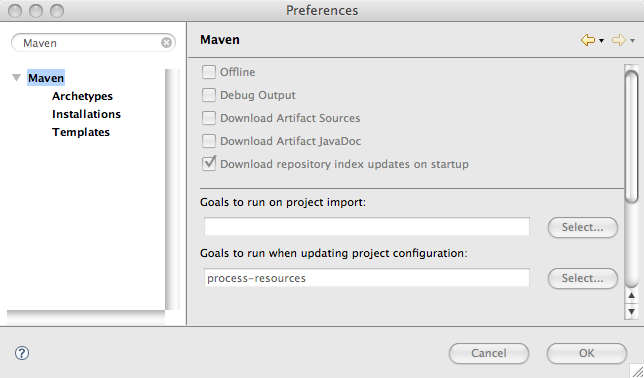 Preferences
Maven
Maven
Archetypes
Installations
Templates
Maven
Offline
Debug Output
Download Artifact Sources
Download Artifact JavaDoc
Download repository index updates on startup
Goals to run on project import:
Select...
Goals to run when updating project configuration:
process-resources
Select...
?
Cancel
OK